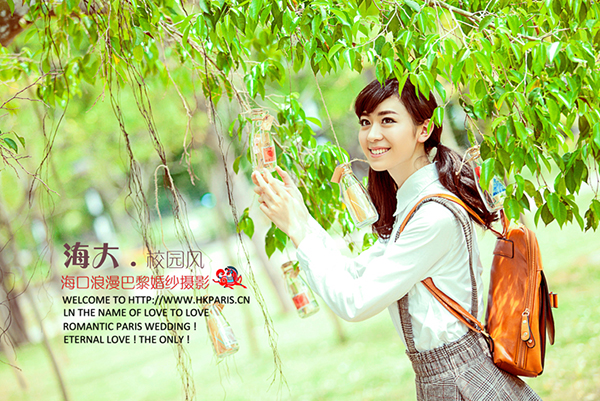 海大.校园风
海口浪漫巴黎婚纱摄影
WELCOME TO HTTP://WWW.HKPARIS.CN
LN THE NAME OF LOVE TO LOVE
ROMANTIC PARIS WEDDING !
ETERNAL LOVE ! THE ONLY !